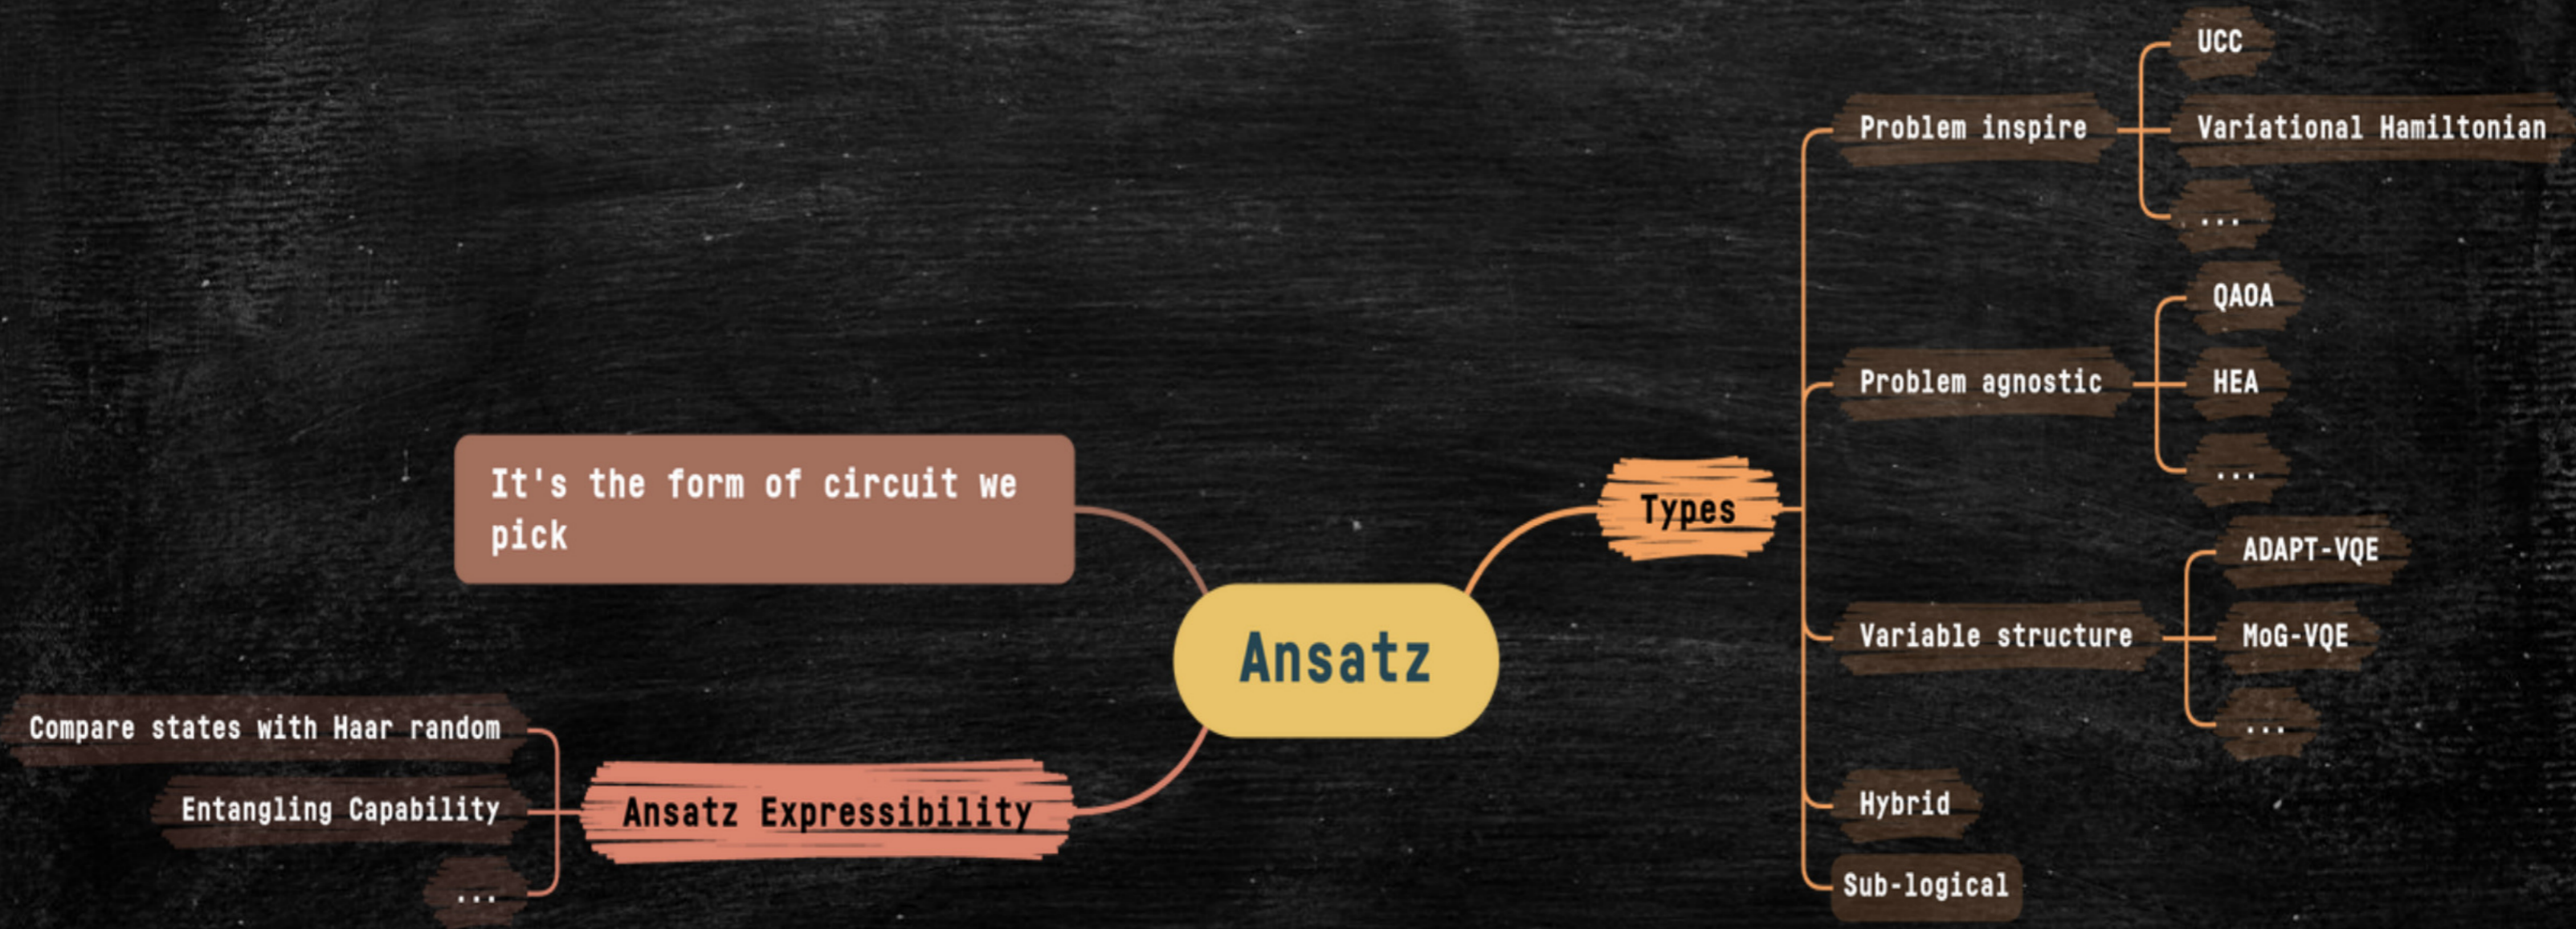 It's the form of circuit we
pick
Ansatz
Ansatz Expressibility
Compare states with Haar random
Entangling Capability
...
Types
Problem inspire
UCC
Variational Hamiltonian
...
Problem agnostic
QAOA
HEA
...
Variable structure
ADAPT-VQE
MoG-VQE
...
Hybrid
Sub-logical